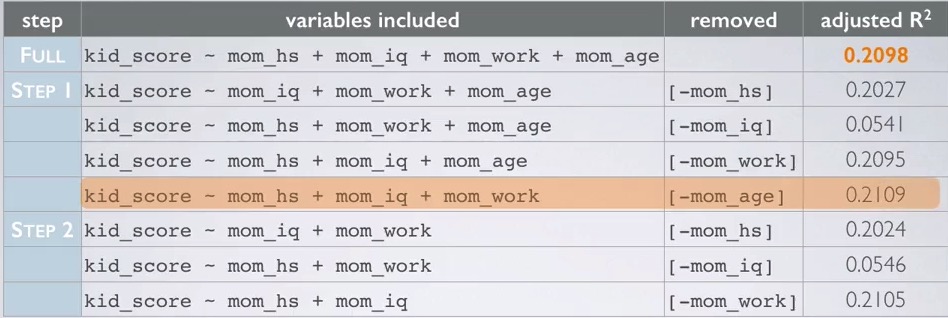 step variables included removed adjusted R²
FULL kid_score ~ mom_hs + mom_iq + mom_work + mom_age 0.2098
STEP 1 kid_score ~ mom_iq + mom_work + mom_age [-mom_hs] 0.2027
kid_score ~ mom_hs + mom_work + mom_age [-mom_iq] 0.0541
kid_score ~ mom_hs + mom_iq + mom_age [-mom_work] 0.2095
kid_score ~ mom_hs + mom_iq + mom_work [-mom_age] 0.2109
STEP 2 kid_score ~ mom_iq + mom_work [-mom_hs] 0.2024
kid_score ~ mom_hs + mom_work [-mom_iq] 0.0546
kid_score ~ mom_hs + mom_iq [-mom_work] 0.2105